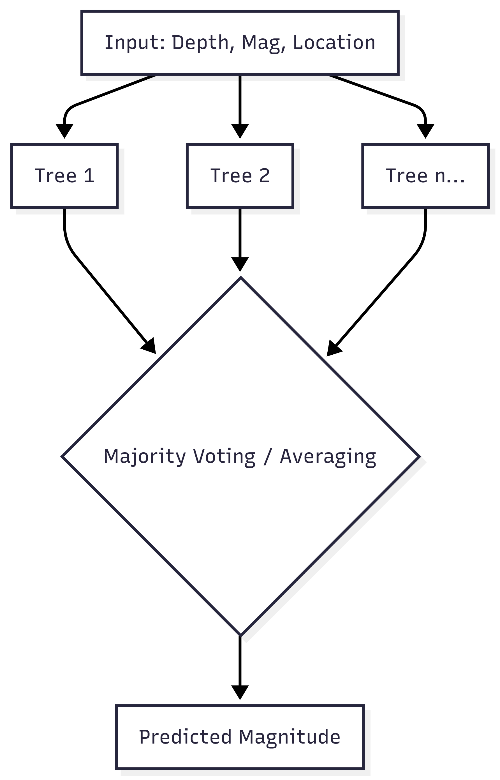 Input: Depth, Mag, Location
Tree 1
Tree 2
Tree n...
Majority Voting / Averaging
Predicted Magnitude